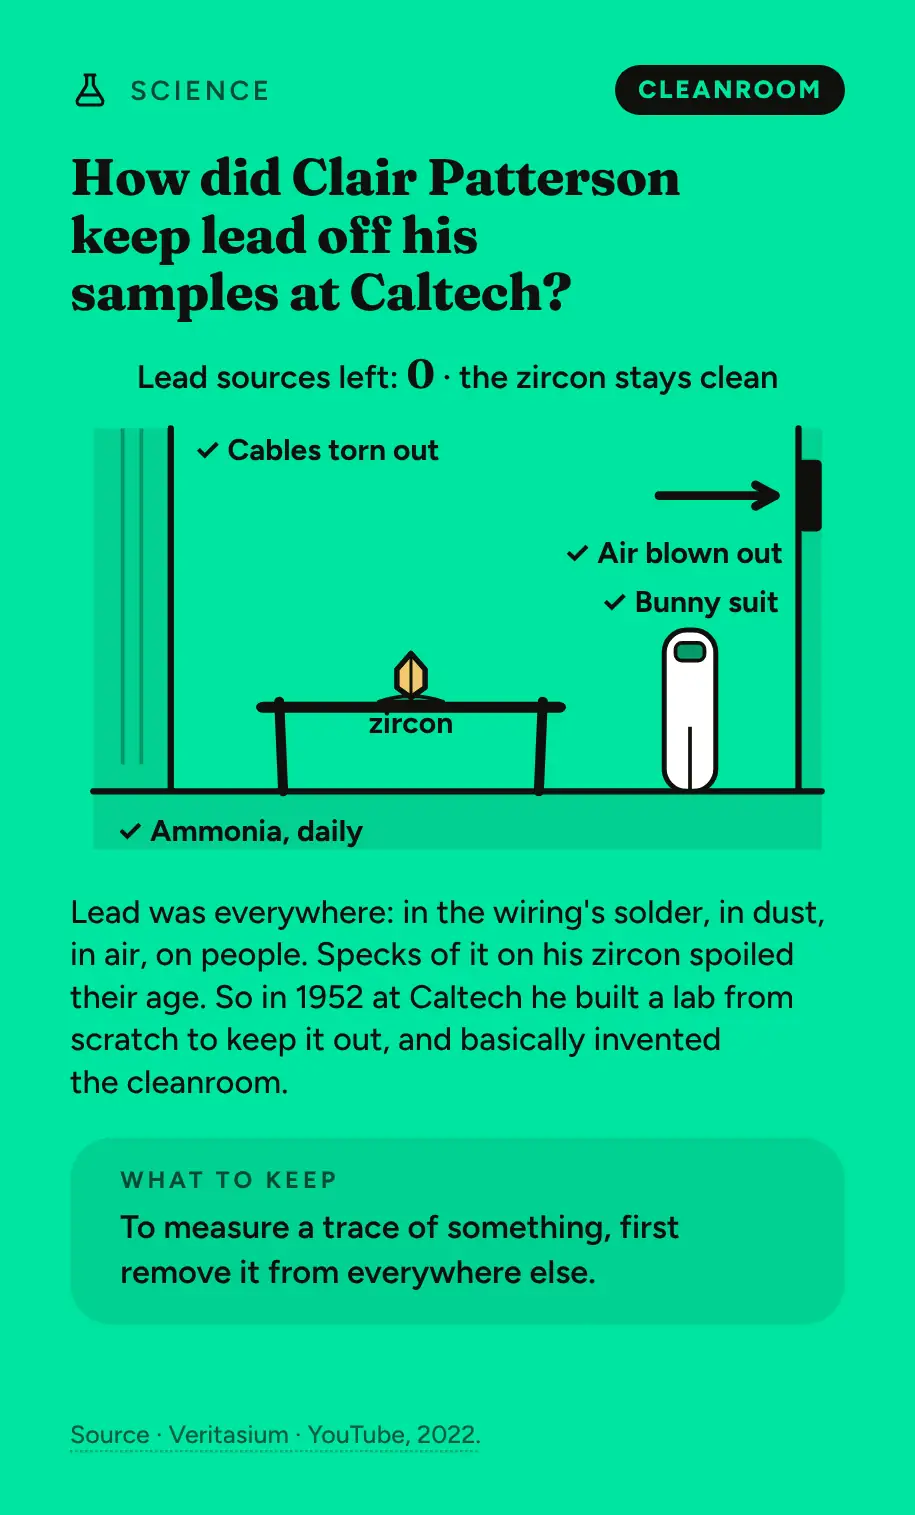 SCIENCE
CLEANROOM
How did Clair Patterson
keep lead off his
samples at Caltech?
Lead sources left: 0 · the zircon stays clean
✓ Cables torn out
✓ Air blown out
✓ Bunny suit
zircon
✓ Ammonia, daily
Lead was everywhere: in the wiring's solder, in dust,
in air, on people. Specks of it on his zircon spoiled
their age. So in 1952 at Caltech he built a lab from
scratch to keep it out, and basically invented
the cleanroom.
WHAT TO KEEP
To measure a trace of something, first
remove it from everywhere else.
Source · Veritasium · YouTube, 2022.